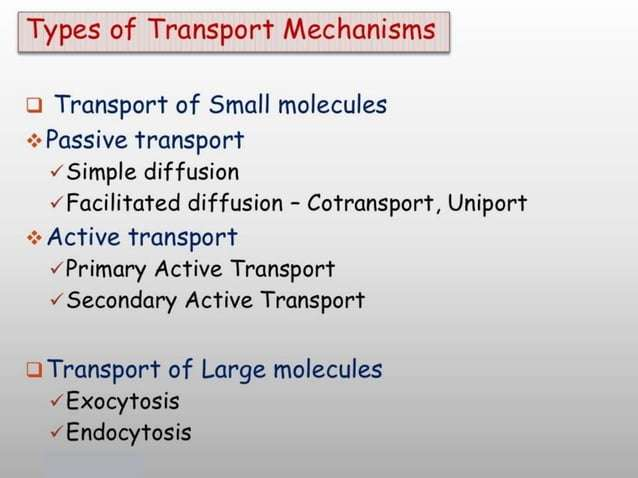 Types of Transport Mechanisms
Transport of Small molecules
Passive transport
Simple diffusion
Facilitated diffusion – Cotransport, Uniport
Active transport
Primary Active Transport
Secondary Active Transport
Transport of Large molecules
Exocytosis
Endocytosis